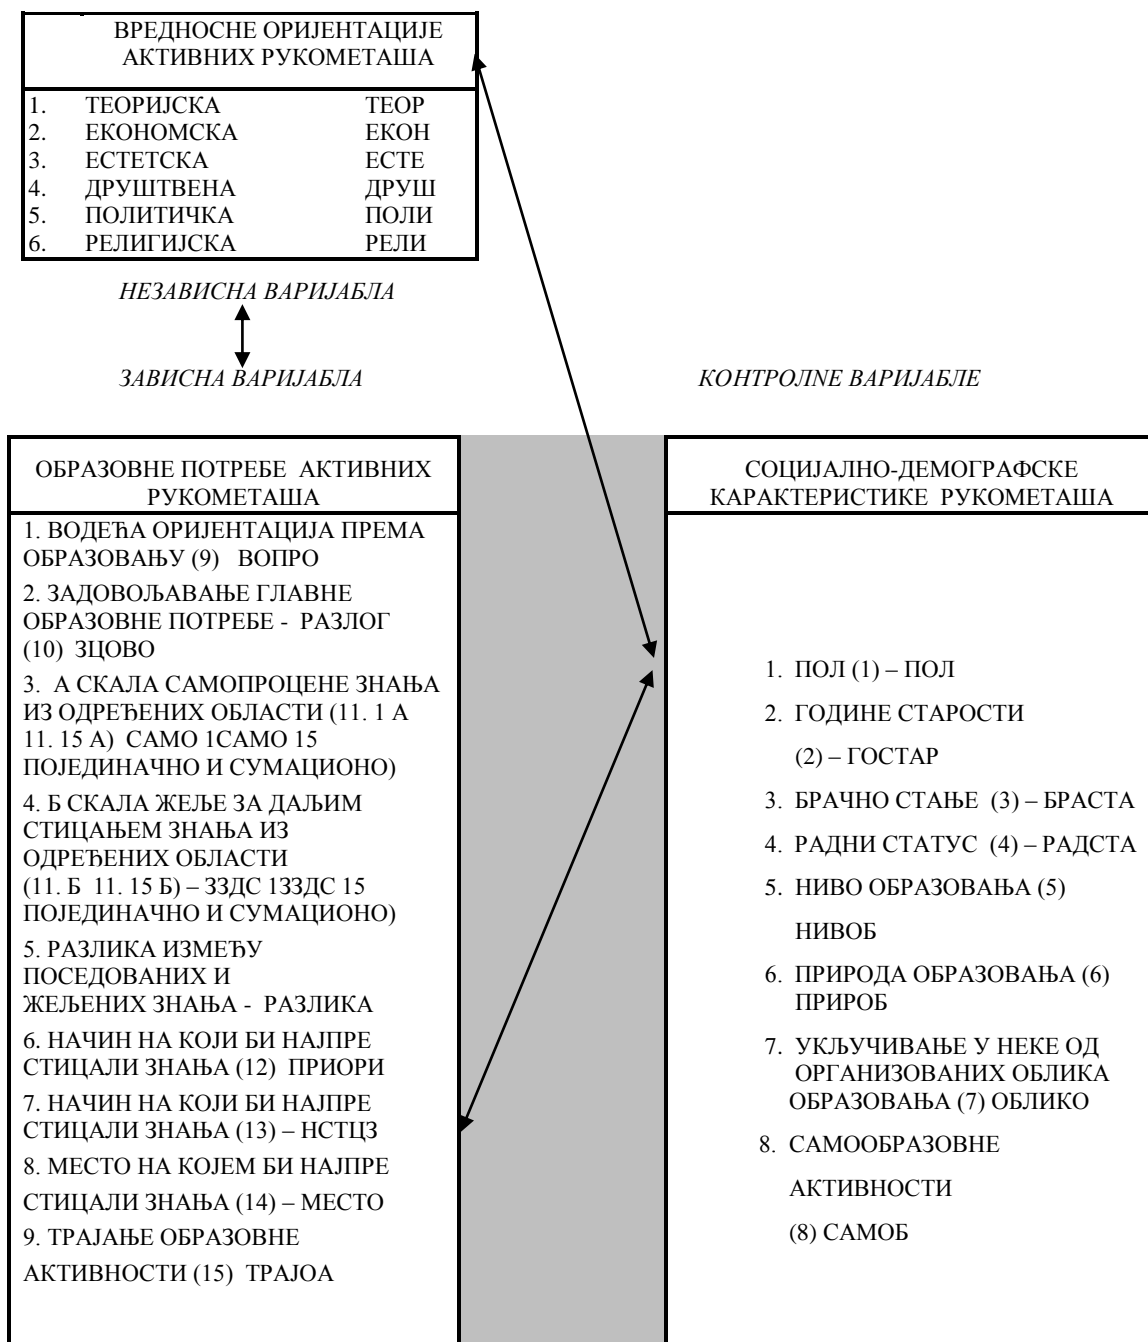 ВРЕДНОСНЕ ОРИЈЕНТАЦИЈЕ
АКТИВНИХ РУКОМЕТАША
1. ТЕОРИЈСКА ТЕОР
2. ЕКОНОМСКА ЕКОН
3. ЕСТЕТСКА ЕСТЕ
4. ДРУШТВЕНА ДРУШ
5. ПОЛИТИЧКА ПОЛИ
6. РЕЛИГИЈСКА РЕЛИ
НЕЗАВИСНА ВАРИЈАБЛА
ЗАВИСНА ВАРИЈАБЛА
КОНТРОЛNЕ ВАРИЈАБЛЕ
ОБРАЗОВНЕ ПОТРЕБЕ АКТИВНИХ
РУКОМЕТАША
1. ВОДЕЋА ОРИЈЕНТАЦИЈА ПРЕМА
ОБРАЗОВАЊУ (9) ВОПРО
2. ЗАДОВОЉАВАЊЕ ГЛАВНЕ
ОБРАЗОВНЕ ПОТРЕБЕ - РАЗЛОГ
(10) ЗЦОВО
3. А СКАЛА САМОПРОЦЕНЕ ЗНАЊА
ИЗ ОДРЕЂЕНИХ ОБЛАСТИ (11. 1 А
11. 15 А) САМО 1САМО 15
ПОЈЕДИНАЧНО И СУМАЦИОНО)
4. Б СКАЛА ЖЕЉЕ ЗА ДАЉИМ
СТИЦАЊЕМ ЗНАЊА ИЗ
ОДРЕЂЕНИХ ОБЛАСТИ
(11. Б 11. 15 Б) – ЗЗДС 1ЗЗДС 15
ПОЈЕДИНАЧНО И СУМАЦИОНО)
5. РАЗЛИКА ИЗМЕЂУ
ПОСЕДОВАНИХ И
ЖЕЉЕНИХ ЗНАЊА - РАЗЛИКА
6. НАЧИН НА КОЈИ БИ НАЈПРЕ
СТИЦАЛИ ЗНАЊА (12) ПРИОРИ
7. НАЧИН НА КОЈИ БИ НАЈПРЕ
СТИЦАЛИ ЗНАЊА (13) – НСТЦЗ
8. МЕСТО НА КОЈЕМ БИ НАЈПРЕ
СТИЦАЛИ ЗНАЊА (14) – МЕСТО
9. ТРАЈАЊЕ ОБРАЗОВНЕ
АКТИВНОСТИ (15) ТРАЈОА
СОЦИЈАЛНО-ДЕМОГРАФСКЕ
КАРАКТЕРИСТИКЕ РУКОМЕТАША
1. ПОЛ (1) – ПОЛ
2. ГОДИНЕ СТАРОСТИ
(2) – ГОСТАР
3. БРАЧНО СТАЊЕ (3) – БРАСТА
4. РАДНИ СТАТУС (4) – РАДСТА
5. НИВО ОБРАЗОВАЊА (5)
НИВОБ
6. ПРИРОДА ОБРАЗОВАЊА (6)
ПРИРОБ
7. УКЉУЧИВАЊЕ У НЕКЕ ОД
ОРГАНИЗОВАНИХ ОБЛИКА
ОБРАЗОВАЊА (7) ОБЛИКО
8. САМООБРАЗОВНЕ
АКТИВНОСТИ
(8) САМОБ